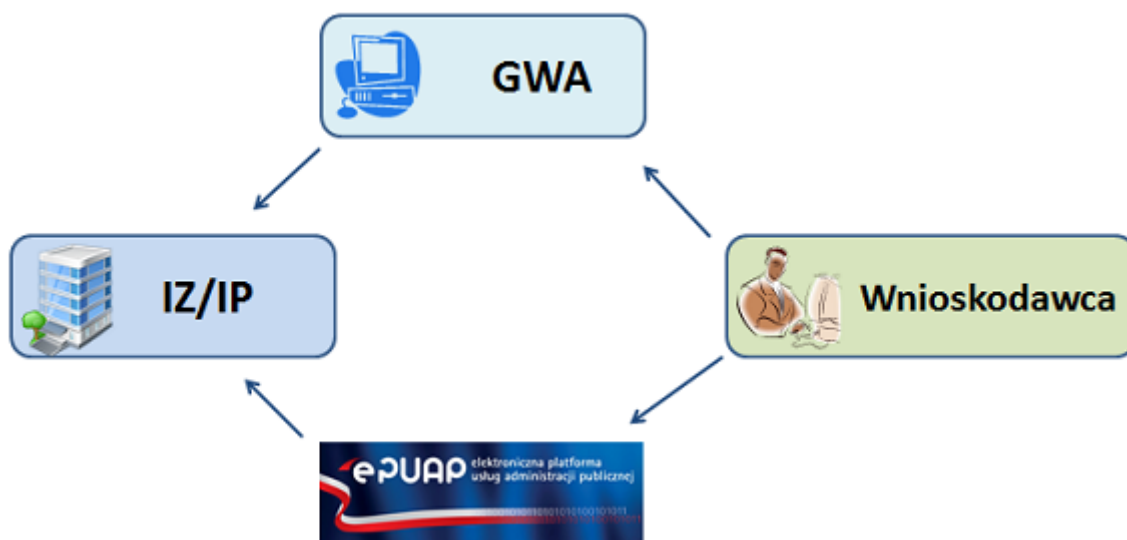 GWA
IZ/IP
Wnioskodawca
ePUAP elektroniczna platforma
usług administracji publicznej